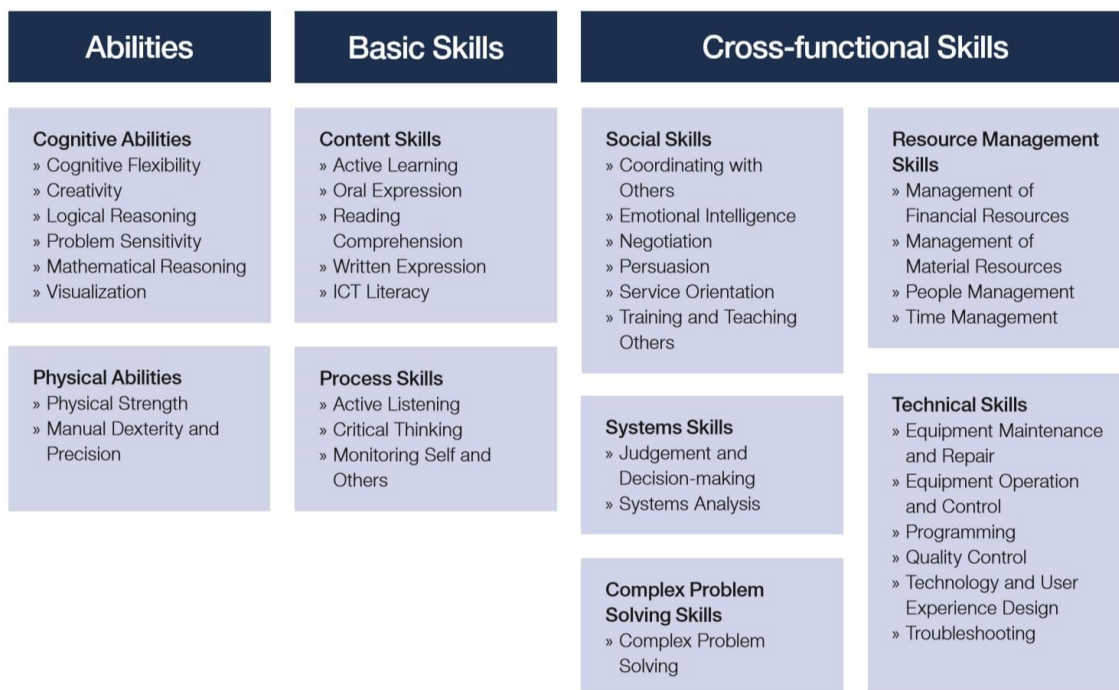 Abilities
Cognitive Abilities
» Cognitive Flexibility
» Creativity
» Logical Reasoning
» Problem Sensitivity
» Mathematical Reasoning
» Visualization
Physical Abilities
» Physical Strength
» Manual Dexterity and
Precision
Basic Skills
Content Skills
» Active Learning
» Oral Expression
» Reading
Comprehension
» Written Expression
» ICT Literacy
Process Skills
» Active Listening
» Critical Thinking
» Monitoring Self and
Others
Cross-functional Skills
Social Skills
» Coordinating with
Others
» Emotional Intelligence
» Negotiation
» Persuasion
» Service Orientation
» Training and Teaching
Others
Systems Skills
» Judgement and
Decision-making
» Systems Analysis
Complex Problem
Solving Skills
» Complex Problem
Solving
Resource Management
Skills
» Management of
Financial Resources
» Management of
Material Resources
» People Management
» Time Management
Technical Skills
» Equipment Maintenance
and Repair
» Equipment Operation
and Control
» Programming
» Quality Control
» Technology and User
Experience Design
» Troubleshooting